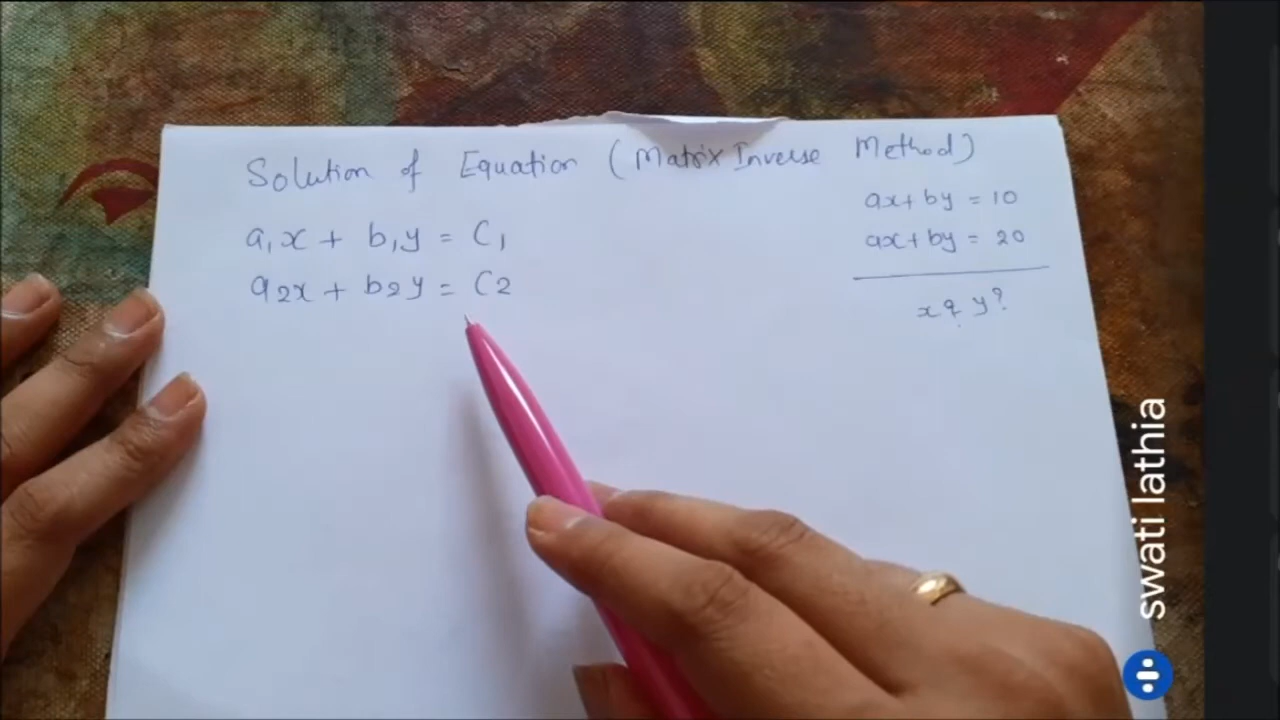 Solution of Equation (Matrix Inverse Method)
a₁x + b₁y = C₁
a₂x + b₂y = C₂
ax + by = 10
ax + by = 20
x & y?
swati lathia